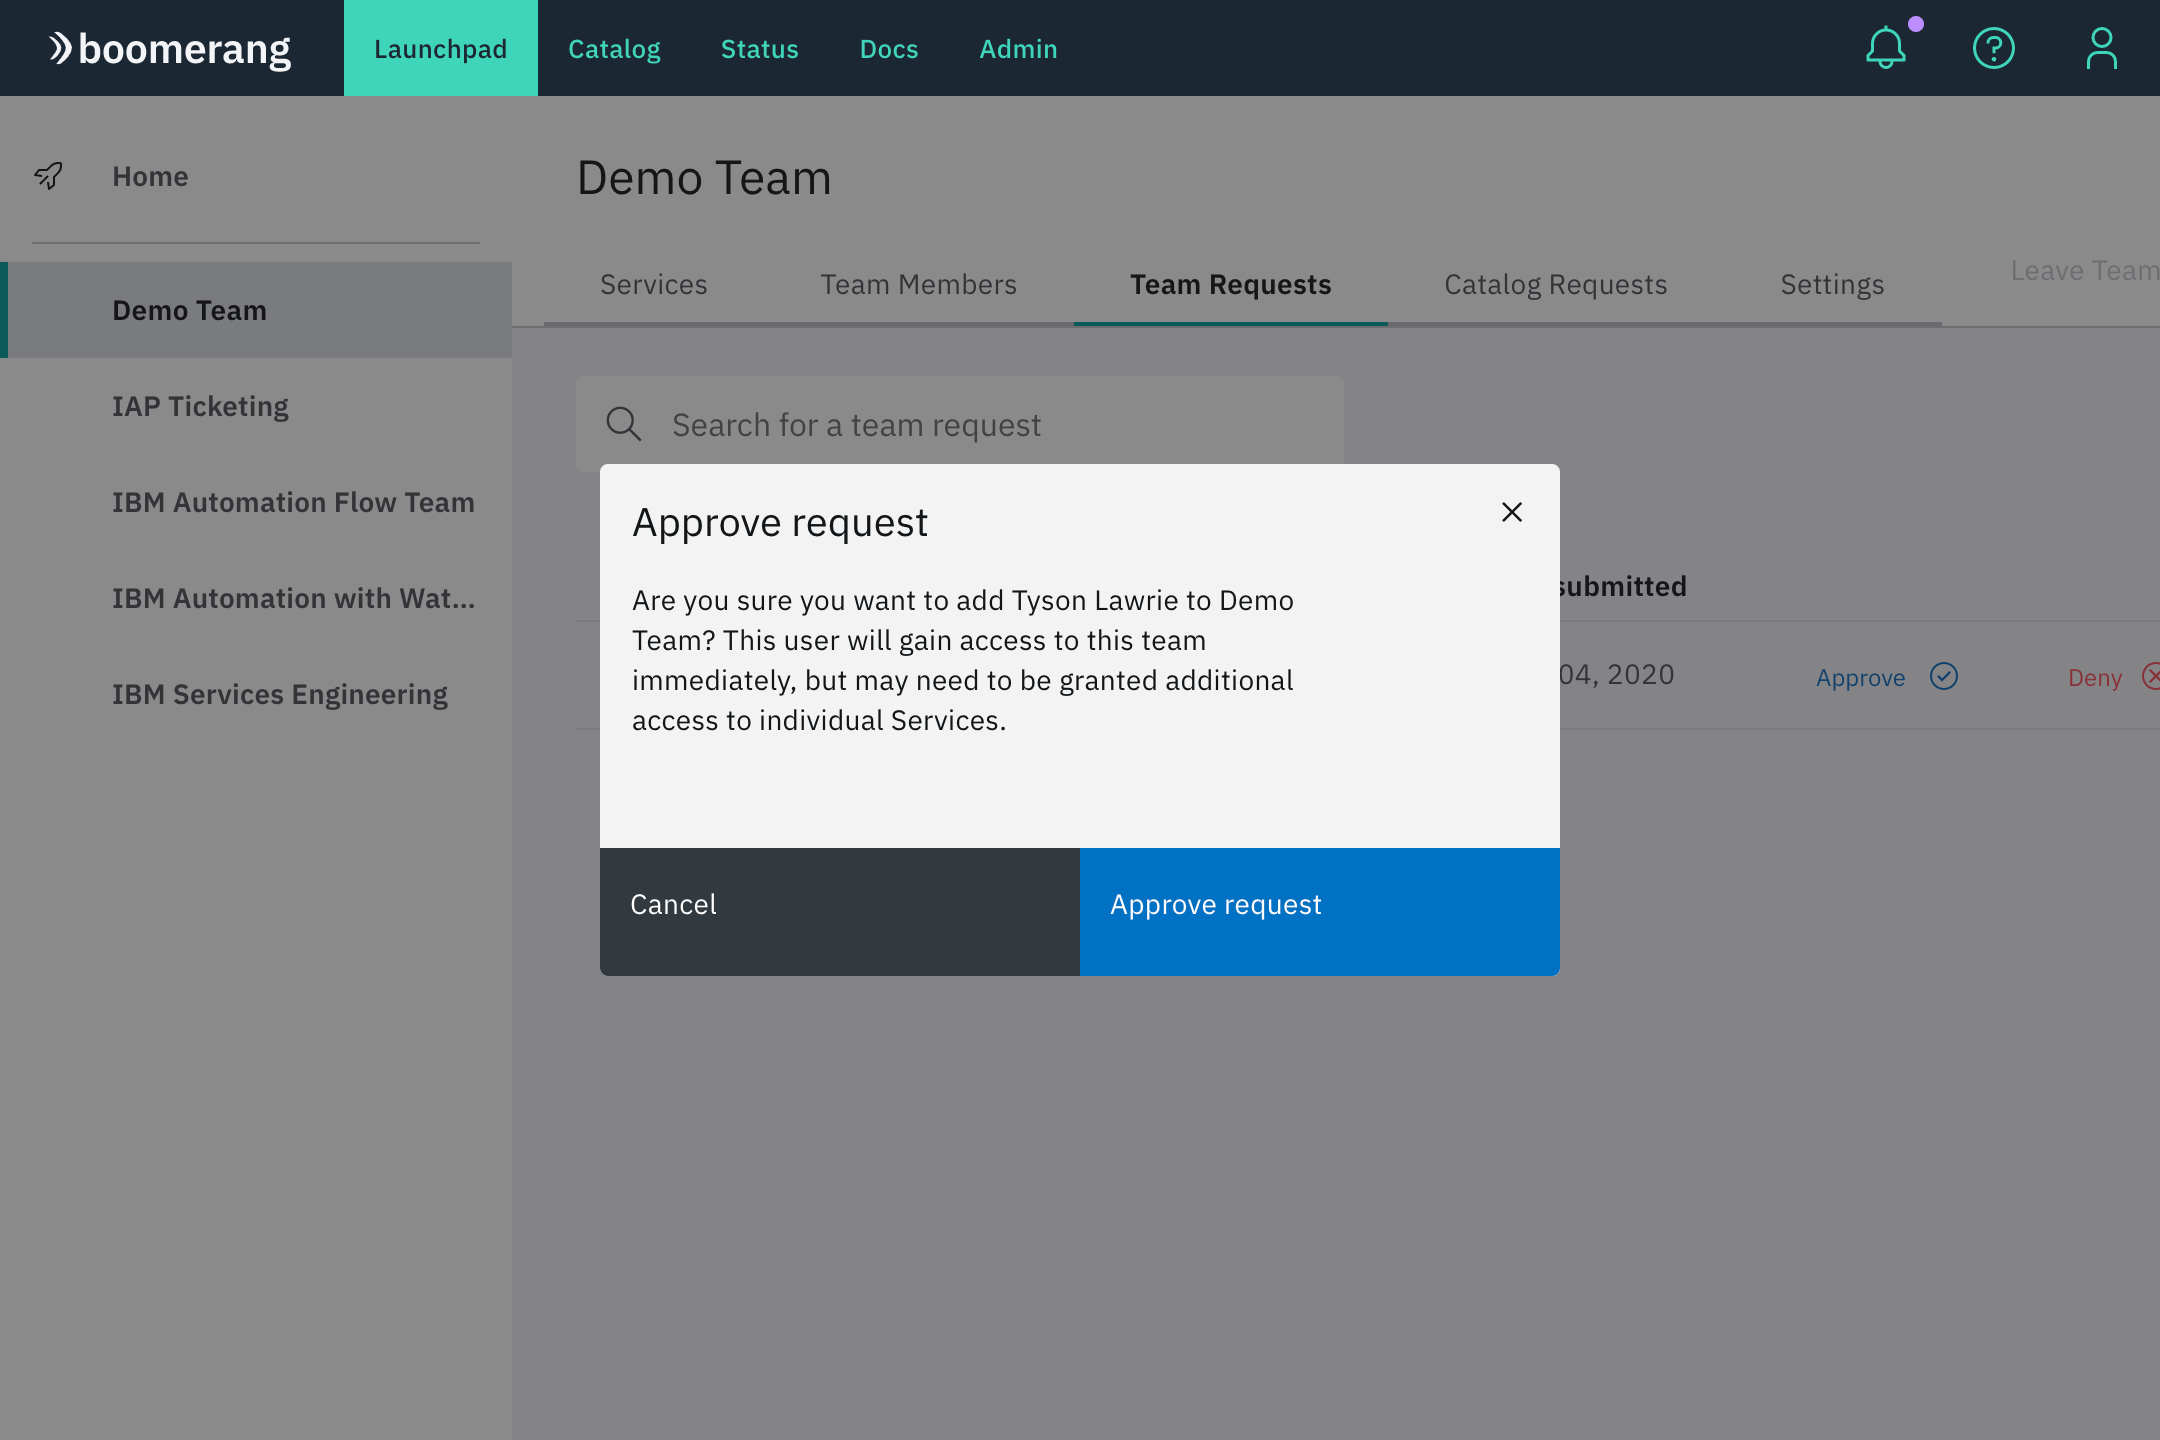 boomerang
Launchpad
Catalog
Status
Docs
Admin
Home
Demo Team
IAP Ticketing
IBM Automation Flow Team
IBM Automation with Wat...
IBM Services Engineering
Demo Team
Services
Team Members
Team Requests
Catalog Requests
Settings
Leave Team
Search for a team request
submitted
04, 2020
Approve
Deny
Approve request
Are you sure you want to add Tyson Lawrie to Demo
Team? This user will gain access to this team
immediately, but may need to be granted additional
access to individual Services.
Cancel
Approve request